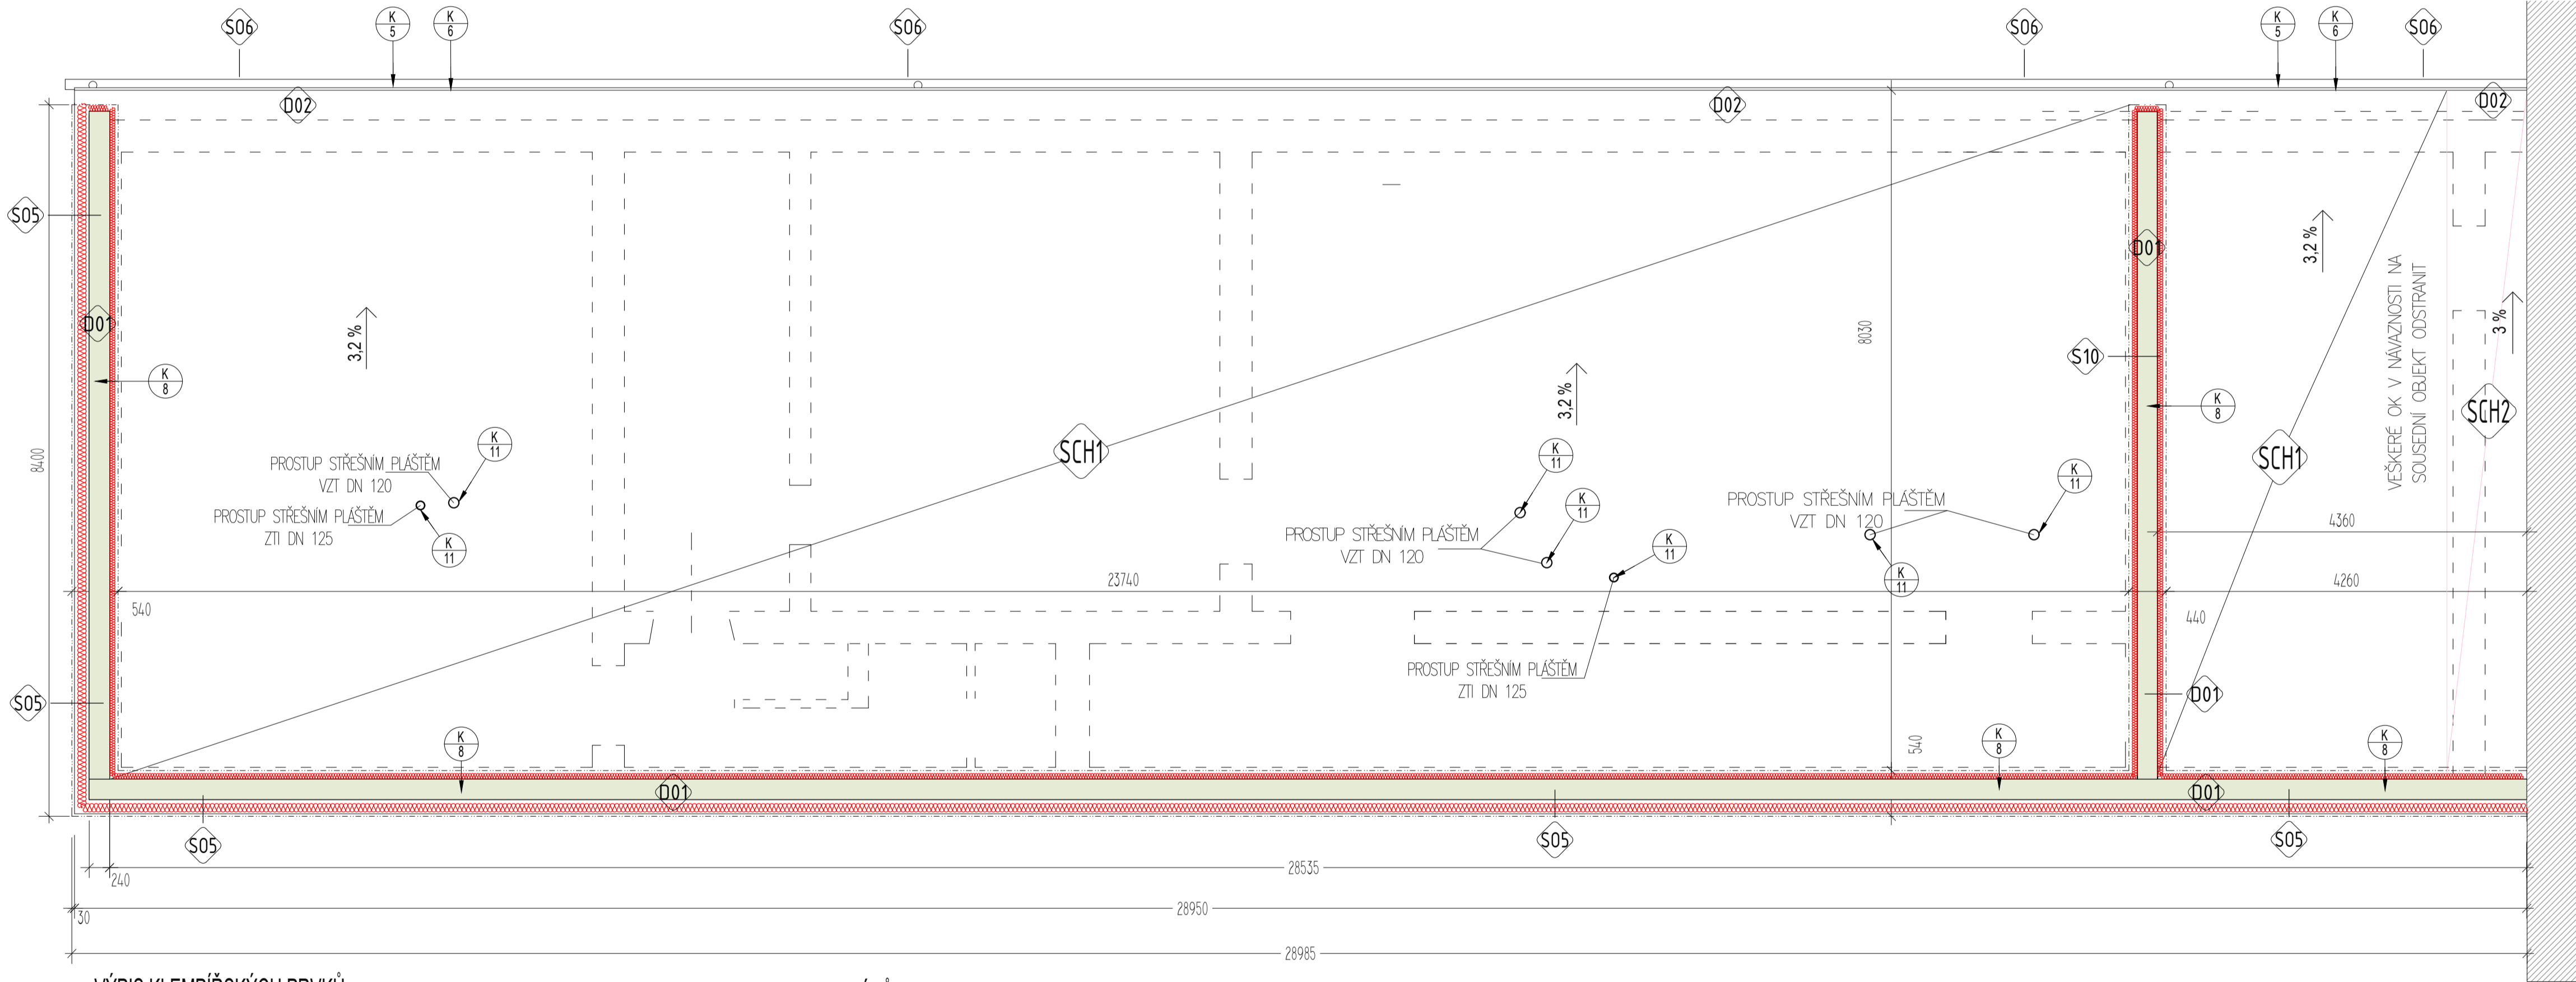 S06
K
5
K
6
S06
S06
K
5
K
6
S06
D02
D02
D02
S05
D01
D01
3,2 %
3,2 %
3,2 %
3 %
K
8
8030
S10
K
8
VEŠKERÉ OK V NÁVAZNOSTI NA
SOUSEDNÍ OBJEKT ODSTRANIT
SCH2
8400
SCH1
SCH1
PROSTUP STŘEŠNÍM PLÁŠTĚM
VZT DN 120
K
11
PROSTUP STŘEŠNÍM PLÁŠTĚM
ZTI DN 125
K
11
K
11
K
11
PROSTUP STŘEŠNÍM PLÁŠTĚM
VZT DN 120
K
11
PROSTUP STŘEŠNÍM PLÁŠTĚM
VZT DN 120
K
11
K
11
4360
540
23740
4260
440
PROSTUP STŘEŠNÍM PLÁŠTĚM
ZTI DN 125
S05
D01
K
8
540
K
8
K
8
D01
D01
S05
S05
S05
240
28535
30
28950
28985